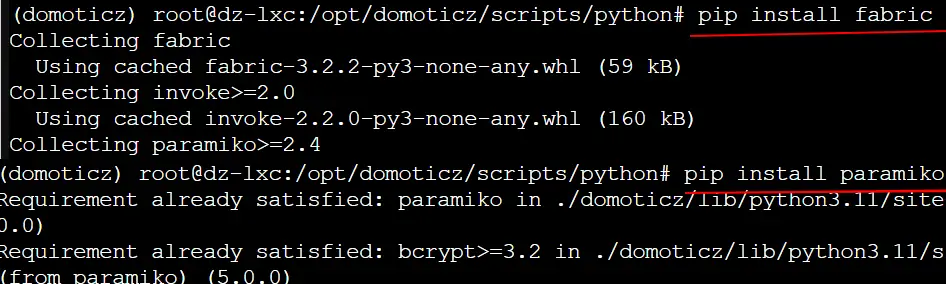 (domoticz) root@dz-lxc:/opt/domoticz/scripts/python# pip install fabric
Collecting fabric
Using cached fabric-3.2.2-py3-none-any.whl (59 kB)
Collecting invoke>=2.0
Using cached invoke-2.2.0-py3-none-any.whl (160 kB)
Collecting paramiko>=2.4
(domoticz) root@dz-lxc:/opt/domoticz/scripts/python# pip install paramiko
Requirement already satisfied: paramiko in ./domoticz/lib/python3.11/site
0.0)
Requirement already satisfied: bcrypt>=3.2 in ./domoticz/lib/python3.11/s
(from paramiko) (5.0.0)